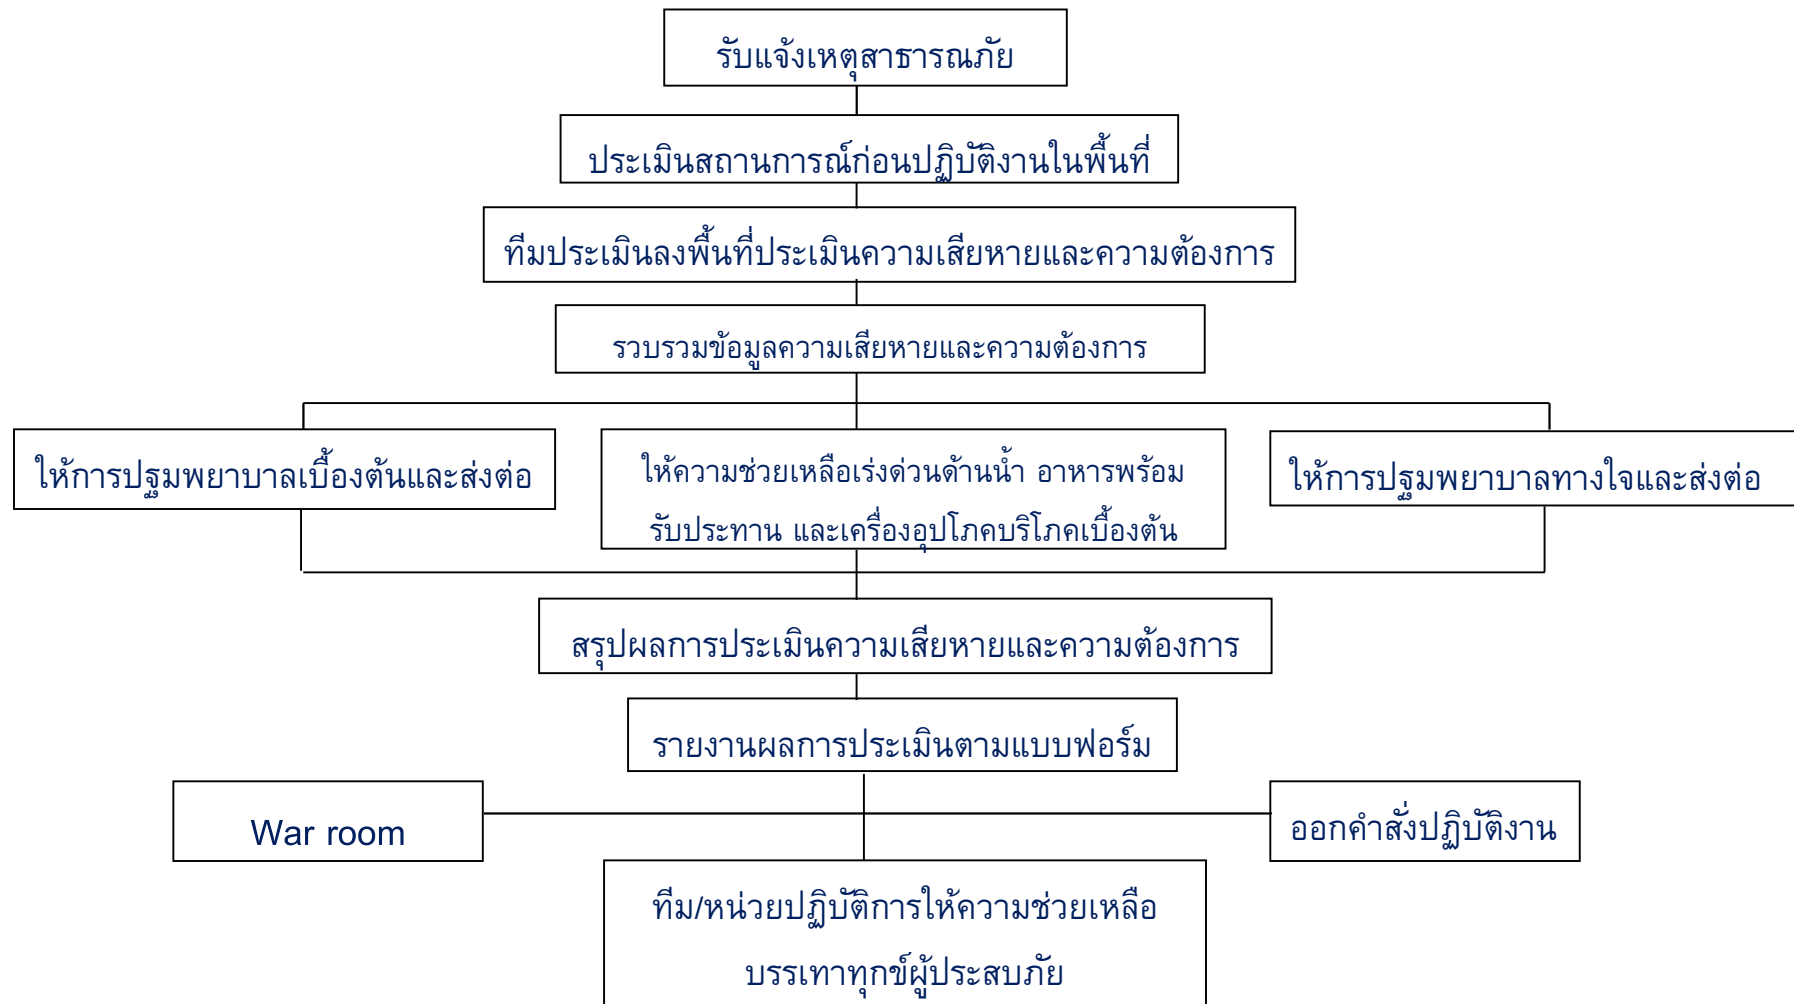 รับแจ้งเหตุสาธารณภัย
ประเมินสถานการณ์ก่อนปฏิบัติงานในพื้นที่
ทีมประเมินลงพื้นที่ประเมินความเสียหายและความต้องการ
รวบรวมข้อมูลความเสียหายและความต้องการ
ให้การปฐมพยาบาลเบื้องต้นและส่งต่อ
ให้ความช่วยเหลือเร่งด่วนด้านน้ำ อาหารพร้อม
รับประทาน และเครื่องอุปโภคบริโภคเบื้องต้น
ให้การปฐมพยาบาลทางใจและส่งต่อ
สรุปผลการประเมินความเสียหายและความต้องการ
รายงานผลการประเมินตามแบบฟอร์ม
War room
ออกคำสั่งปฏิบัติงาน
ทีม/หน่วยปฏิบัติการให้ความช่วยเหลือ
บรรเทาทุกข์ผู้ประสบภัย